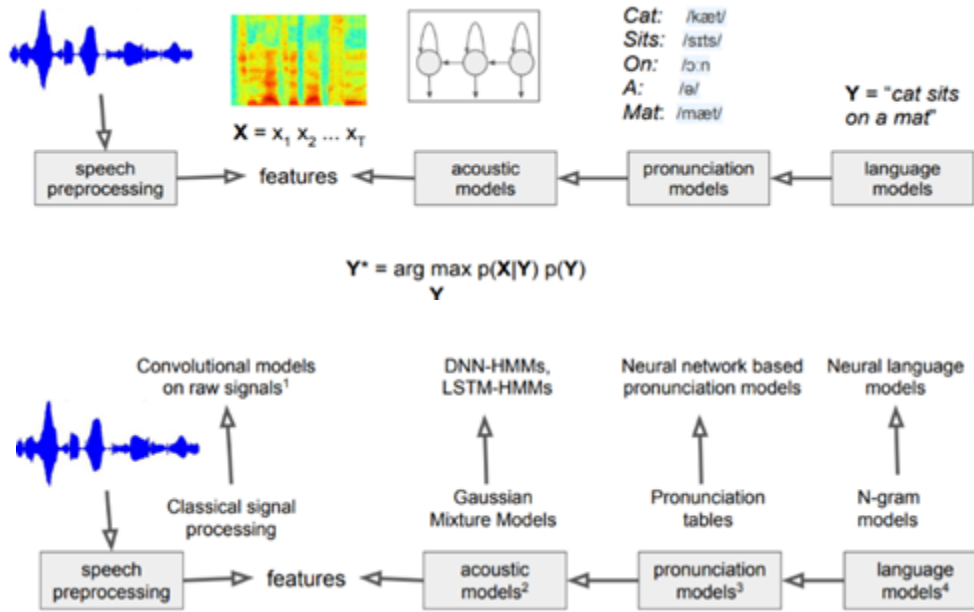 Cat: /kæt/
Sits: /sɪts/
On: /ɔːn
A: /ə/
Mat: /mæt/
Y = "cat sits
on a mat"
X = x₁ x₂ ... x_T
speech
preprocessing
features
acoustic
models
pronunciation
models
language
models
Y* = arg max p(X|Y) p(Y)
Y
Convolutional models
on raw signals¹
DNN-HMMs,
LSTM-HMMs
Neural network based
pronunciation models
Neural language
models
Classical signal
processing
Gaussian
Mixture Models
Pronunciation
tables
N-gram
models
speech
preprocessing
features
acoustic
models²
pronunciation
models³
language
models⁴